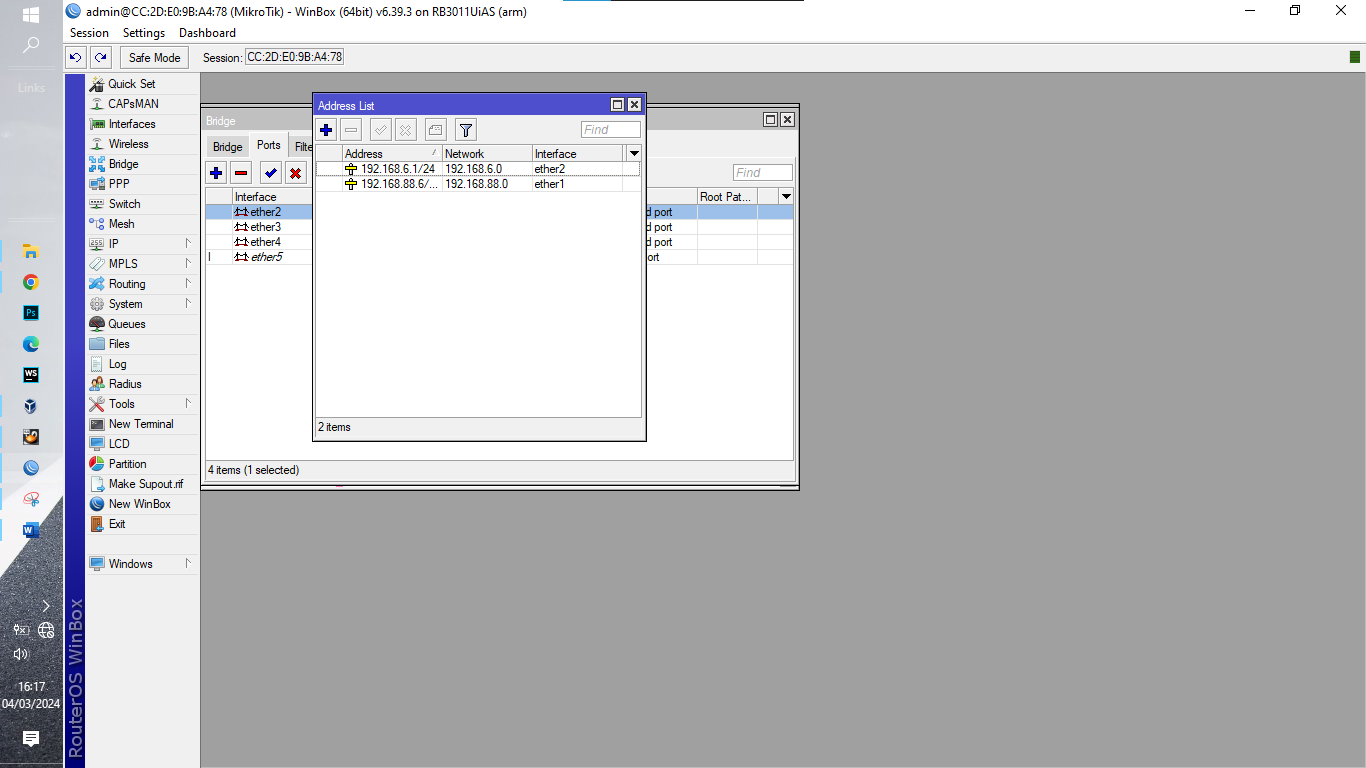 admin@CC:2D:E0:9B:A4:78 (MikroTik) - WinBox (64bit) v6.39.3 on RB3011UiAS (arm)
Session Settings Dashboard
Safe Mode Session: CC:2D:E0:9B:A4:78
Links
Quick Set
CAPsMAN
Interfaces
Wireless
Bridge
PPP
Switch
Mesh
255 IP
MPLS
Routing
System
Queues
Files
Log
Radius
Tools
New Terminal
LCD
Partition
Make Supout.rif
New WinBox
Exit
Windows
RouterOS WinBox
Bridge
Bridge Ports Filte
Find
Interface Root Pat...
ether2 d port
ether3 d port
ether4 d port
I ether5 ort
4 items (1 selected)
Address List
Find
Address / Network Interface
192.168.6.1/24 192.168.6.0 ether2
192.168.88.6/... 192.168.88.0 ether1
2 items
Ps
WS
W
16:17
04/03/2024